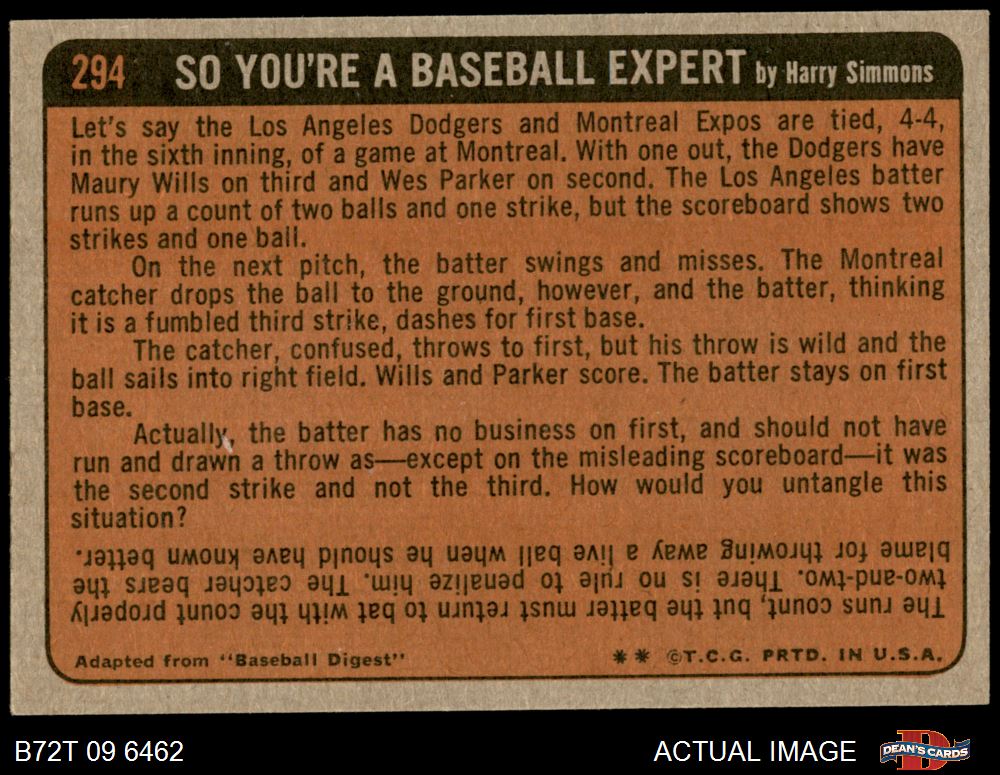 294 SO YOU'RE A BASEBALL EXPERT by Harry Simmons
Let's say the Los Angeles Dodgers and Montreal Expos are tied, 4-4,
in the sixth inning, of a game at Montreal. With one out, the Dodgers have
Maury Wills on third and Wes Parker on second. The Los Angeles batter
runs up a count of two balls and one strike, but the scoreboard shows two
strikes and one ball.
On the next pitch, the batter swings and misses. The Montreal
catcher drops the ball to the ground, however, and the batter, thinking
it is a fumbled third strike, dashes for first base.
The catcher, confused, throws to first, but his throw is wild and the
ball sails into right field. Wills and Parker score. The batter stays on first
base.
Actually, the batter has no business on first, and should not have
run and drawn a throw as—except on the misleading scoreboard—it was
the second strike and not the third. How would you untangle this
situation?
The runs count, but the batter must return to bat with the count properly
two-and-two. There is no rule to penalize him. The catcher bears the
blame for throwing away a live ball when he should have known better.
Adapted from "Baseball Digest" ** ©T.C.G. PRTD. IN U.S.A.
B72T 09 6462 ACTUAL IMAGE DEAN'S CARDS